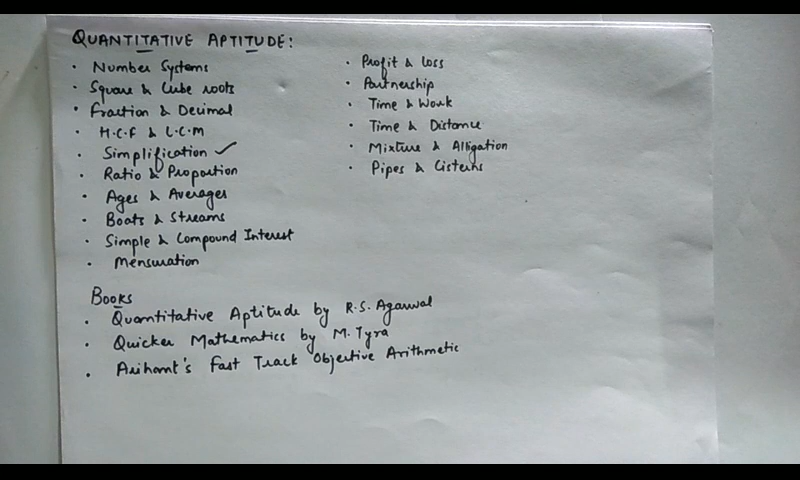 QUANTITATIVE APTITUDE:
• Number Systems
• Square & Cube roots
• Fraction & Decimal
• H.C.F & L.C.M
• Simplification ✓
• Ratio & Proportion
• Ages & Averages
• Boats & Streams
• Simple & Compound Interest
• Mensuration
• Profit & Loss
• Partnership
• Time & Work
• Time & Distance
• Mixture & Alligation
• Pipes & Cisterns
Books
• Quantitative Aptitude by R.S. Agarwal
• Quicker Mathematics by M. Tyra
• Arihant's Fast Track Objective Arithmetic